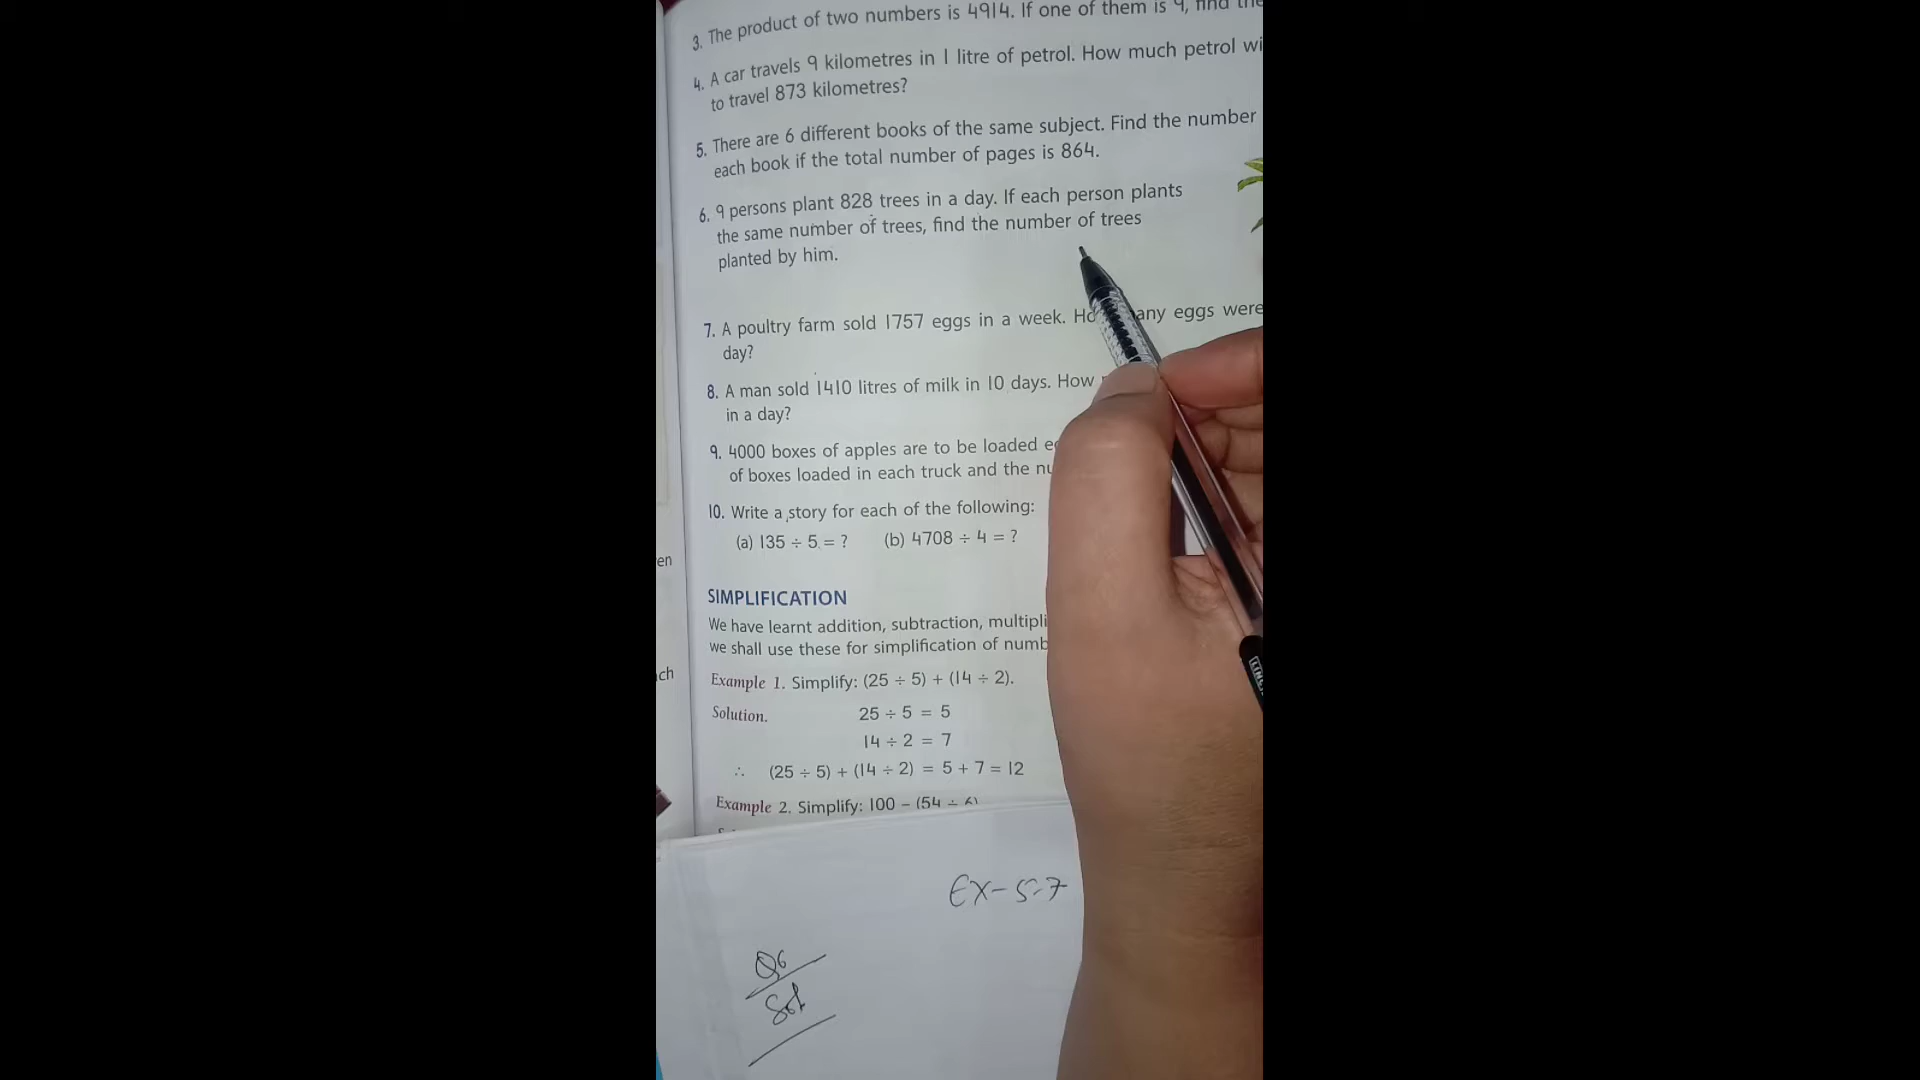 3. The product of two numbers is 4914. If one of them is 9, find the
4. A car travels 9 kilometres in 1 litre of petrol. How much petrol wi
to travel 873 kilometres?
5. There are 6 different books of the same subject. Find the number
each book if the total number of pages is 864.
6. 9 persons plant 828 trees in a day. If each person plants
the same number of trees, find the number of trees
planted by him.
7. A poultry farm sold 1757 eggs in a week. Ho any eggs were
day?
8. A man sold 1410 litres of milk in 10 days. How
in a day?
9. 4000 boxes of apples are to be loaded e
of boxes loaded in each truck and the nu
10. Write a story for each of the following:
(a) 135 ÷ 5 = ? (b) 4708 ÷ 4 = ?
en
SIMPLIFICATION
We have learnt addition, subtraction, multipli
we shall use these for simplification of numb
ch
Example 1. Simplify: (25 ÷ 5) + (14 ÷ 2).
Solution. 25 ÷ 5 = 5
14 ÷ 2 = 7
∴ (25 ÷ 5) + (14 ÷ 2) = 5 + 7 = 12
Example 2. Simplify: 100 – (54 ÷ 6)
Ex-5.7
Q6
Sol